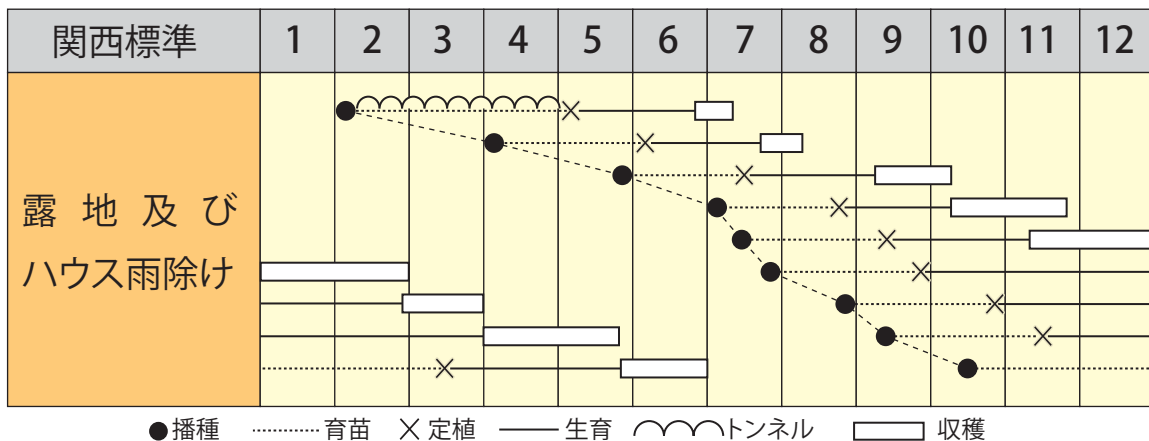 関西標準 1 2 3 4 5 6 7 8 9 10 11 12
露地及び
ハウス雨除け
播種 育苗 定植 生育 トンネル 収穫